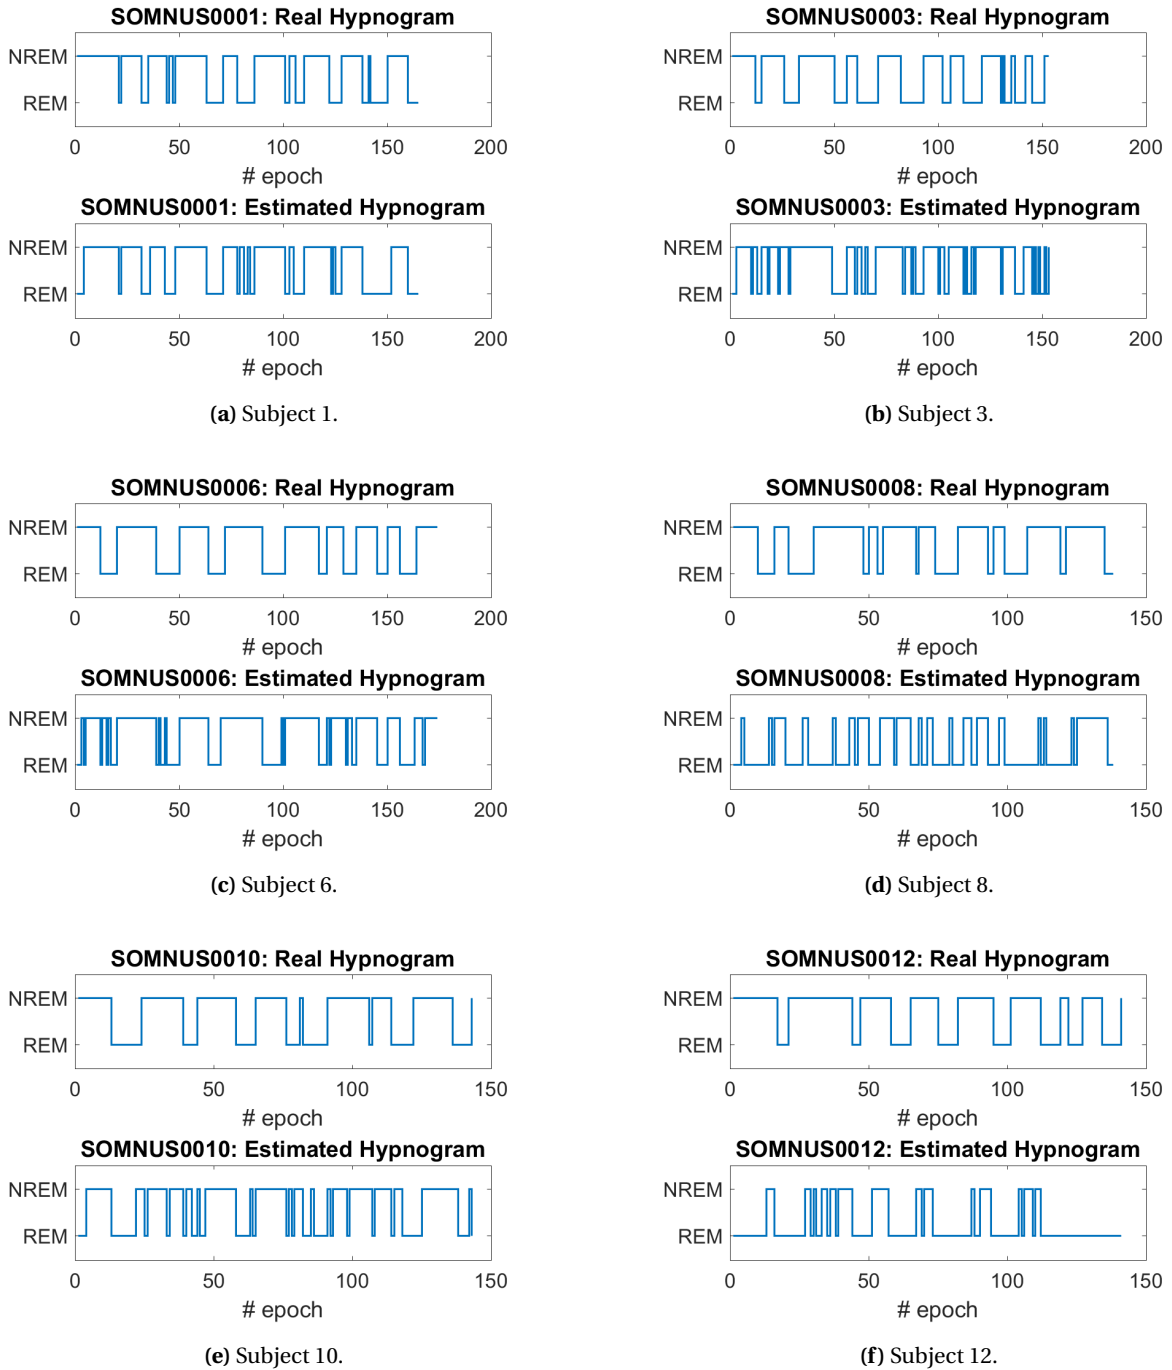 SOMNUS0001: Real Hypnogram
NREM
REM
0 50 100 150 200
# epoch
SOMNUS0001: Estimated Hypnogram
NREM
REM
0 50 100 150 200
# epoch
(a) Subject 1.
SOMNUS0003: Real Hypnogram
NREM
REM
0 50 100 150 200
# epoch
SOMNUS0003: Estimated Hypnogram
NREM
REM
0 50 100 150 200
# epoch
(b) Subject 3.
SOMNUS0006: Real Hypnogram
NREM
REM
0 50 100 150 200
# epoch
SOMNUS0006: Estimated Hypnogram
NREM
REM
0 50 100 150 200
# epoch
(c) Subject 6.
SOMNUS0008: Real Hypnogram
NREM
REM
0 50 100 150
# epoch
SOMNUS0008: Estimated Hypnogram
NREM
REM
0 50 100 150
# epoch
(d) Subject 8.
SOMNUS0010: Real Hypnogram
NREM
REM
0 50 100 150
# epoch
SOMNUS0010: Estimated Hypnogram
NREM
REM
0 50 100 150
# epoch
(e) Subject 10.
SOMNUS0012: Real Hypnogram
NREM
REM
0 50 100 150
# epoch
SOMNUS0012: Estimated Hypnogram
NREM
REM
0 50 100 150
# epoch
(f) Subject 12.